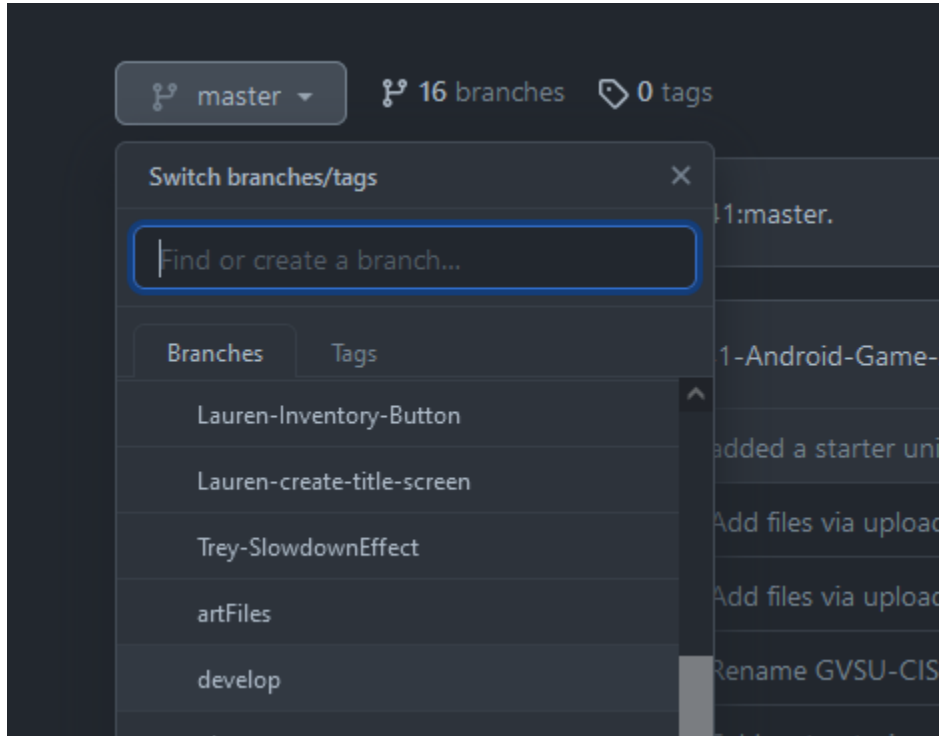 master 16 branches 0 tags
Switch branches/tags
1:master.
Find or create a branch...
Branches Tags
1-Android-Game-
Lauren-Inventory-Button
added a starter uni
Lauren-create-title-screen
Add files via upload
Trey-SlowdownEffect
Add files via upload
artFiles
Rename GVSU-CIS
develop